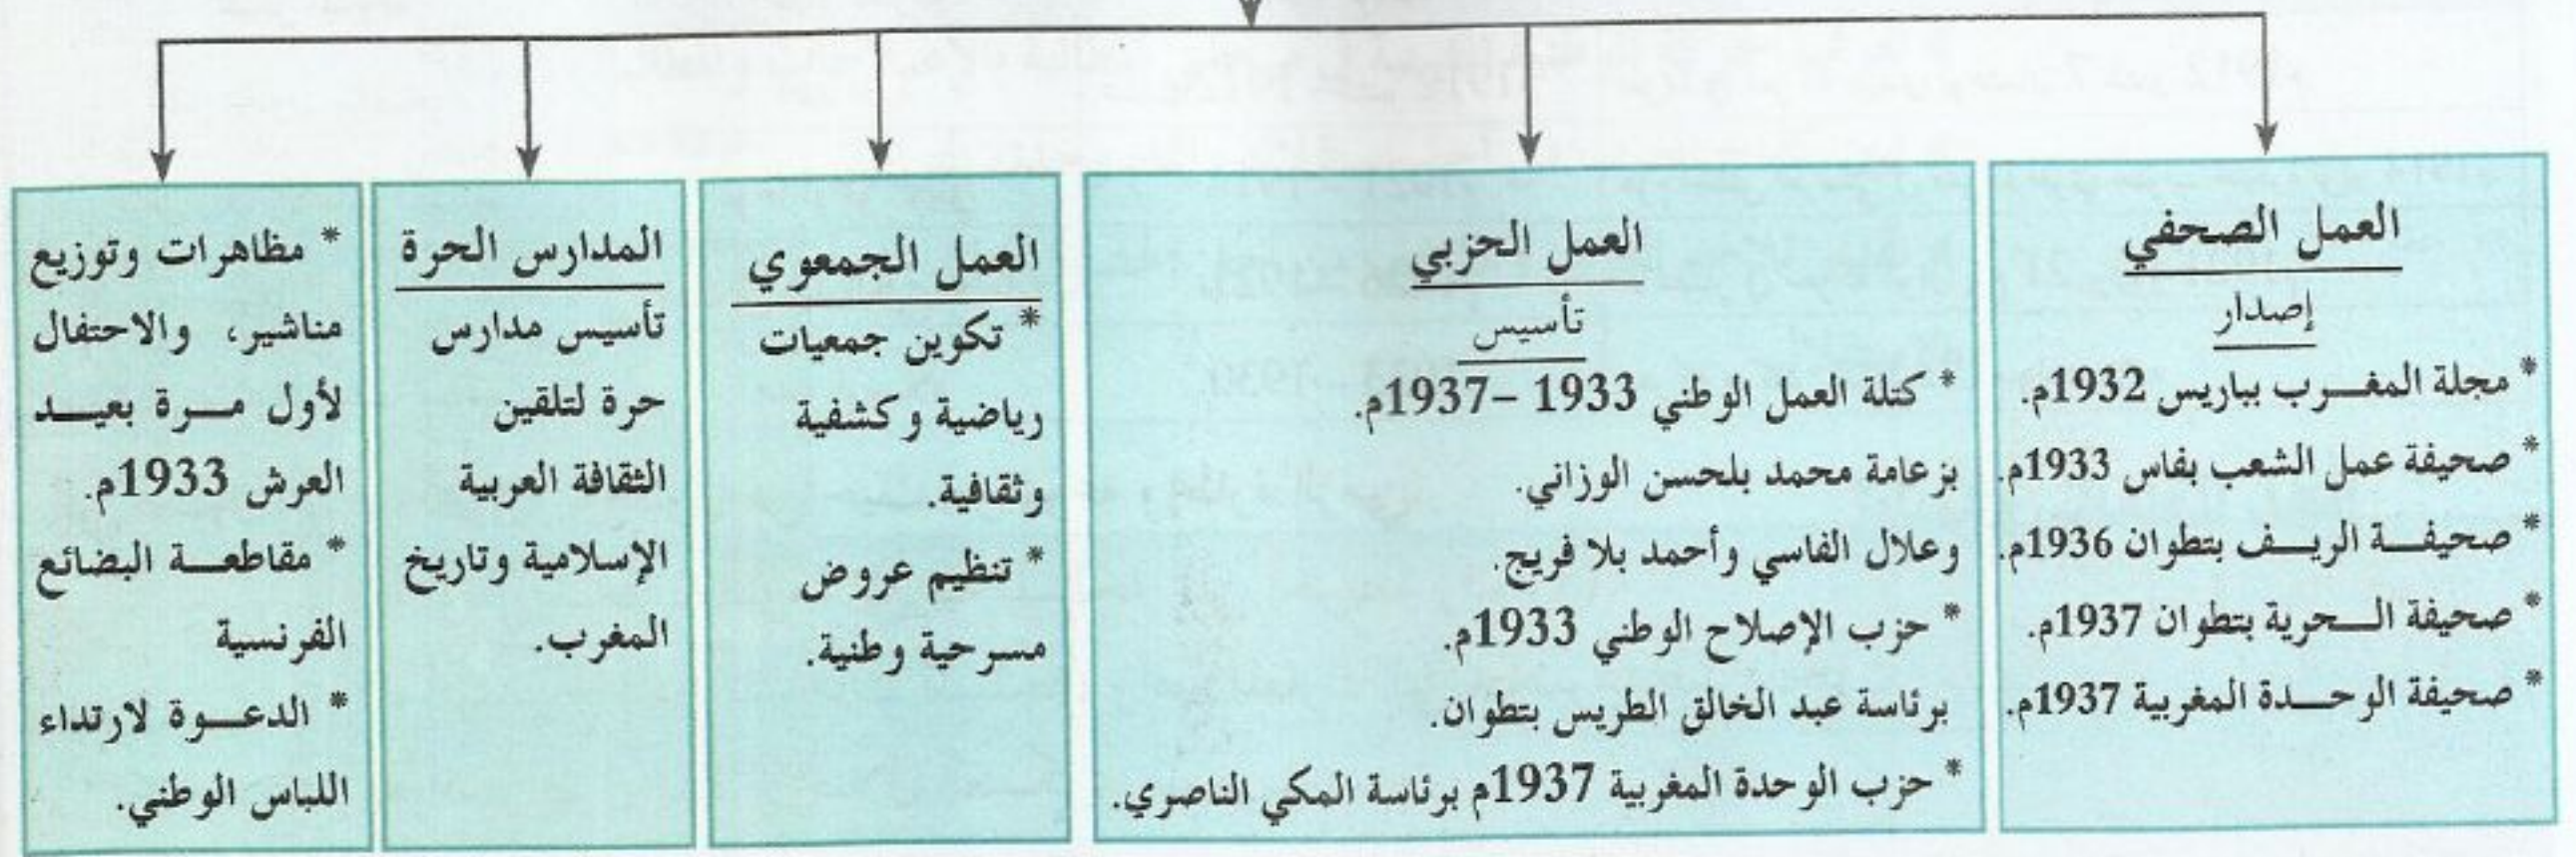 العمل الصحفي
إصدار
* مجلة المغرب بباريس 1932م.
* صحيفة عمل الشعب بفاس 1933م.
* صحيفة الريف بتطوان 1936م.
* صحيفة الحرية بتطوان 1937م.
* صحيفة الوحدة المغربية 1937م.
العمل الحزبي
تأسيس
* كتلة العمل الوطني 1933 –1937م.
بزعامة محمد بلحسن الوزاني.
وعلال الفاسي وأحمد بلا فريج.
* حزب الإصلاح الوطني 1933م.
برئاسة عبد الخالق الطريس بتطوان.
* حزب الوحدة المغربية 1937م برئاسة المكي الناصري.
العمل الجمعوي
* تكوين جمعيات
رياضية وكشفية
وثقافية.
* تنظيم عروض
مسرحية وطنية.
المدارس الحرة
تأسيس مدارس
حرة لتلقين
الثقافة العربية
الإسلامية وتاريخ
المغرب.
* مظاهرات وتوزيع
مناشير، والاحتفال
لأول مرة بعيد
العرش 1933م.
* مقاطعة البضائع
الفرنسية
* الدعوة لارتداء
اللباس الوطني.